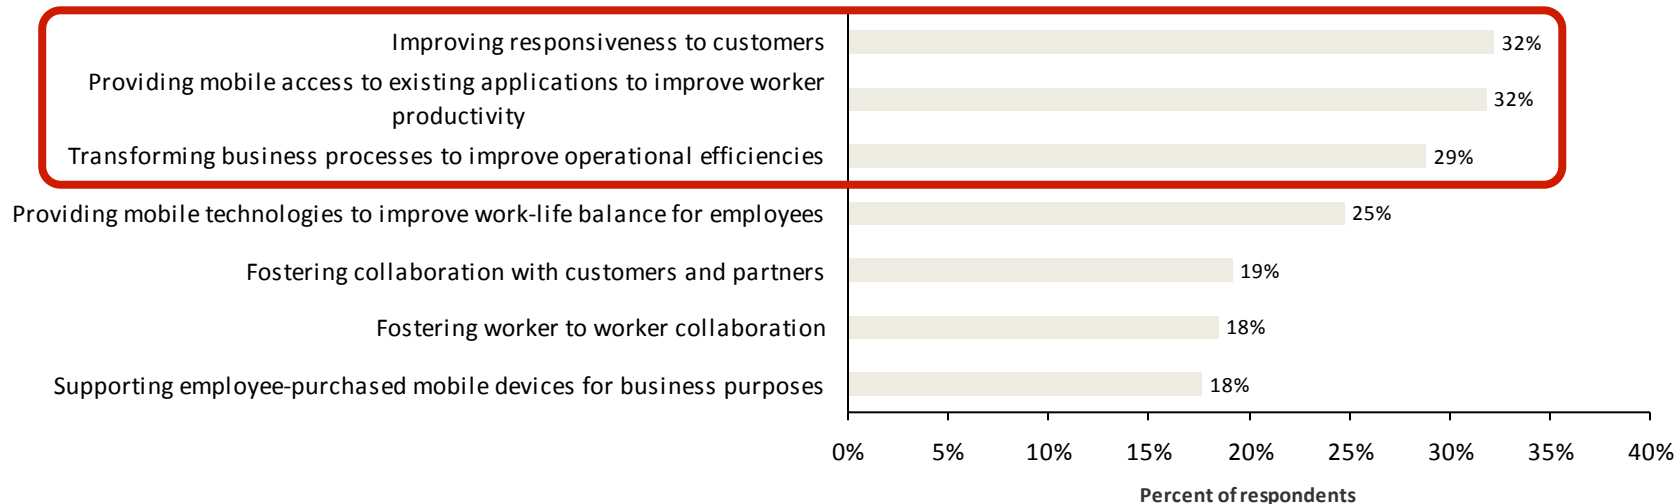 Improving responsiveness to customers
32%
Providing mobile access to existing applications to improve worker
productivity
32%
Transforming business processes to improve operational efficiencies
29%
Providing mobile technologies to improve work-life balance for employees
25%
Fostering collaboration with customers and partners
19%
Fostering worker to worker collaboration
18%
Supporting employee-purchased mobile devices for business purposes
18%
0% 5% 10% 15% 20% 25% 30% 35% 40%
Percent of respondents